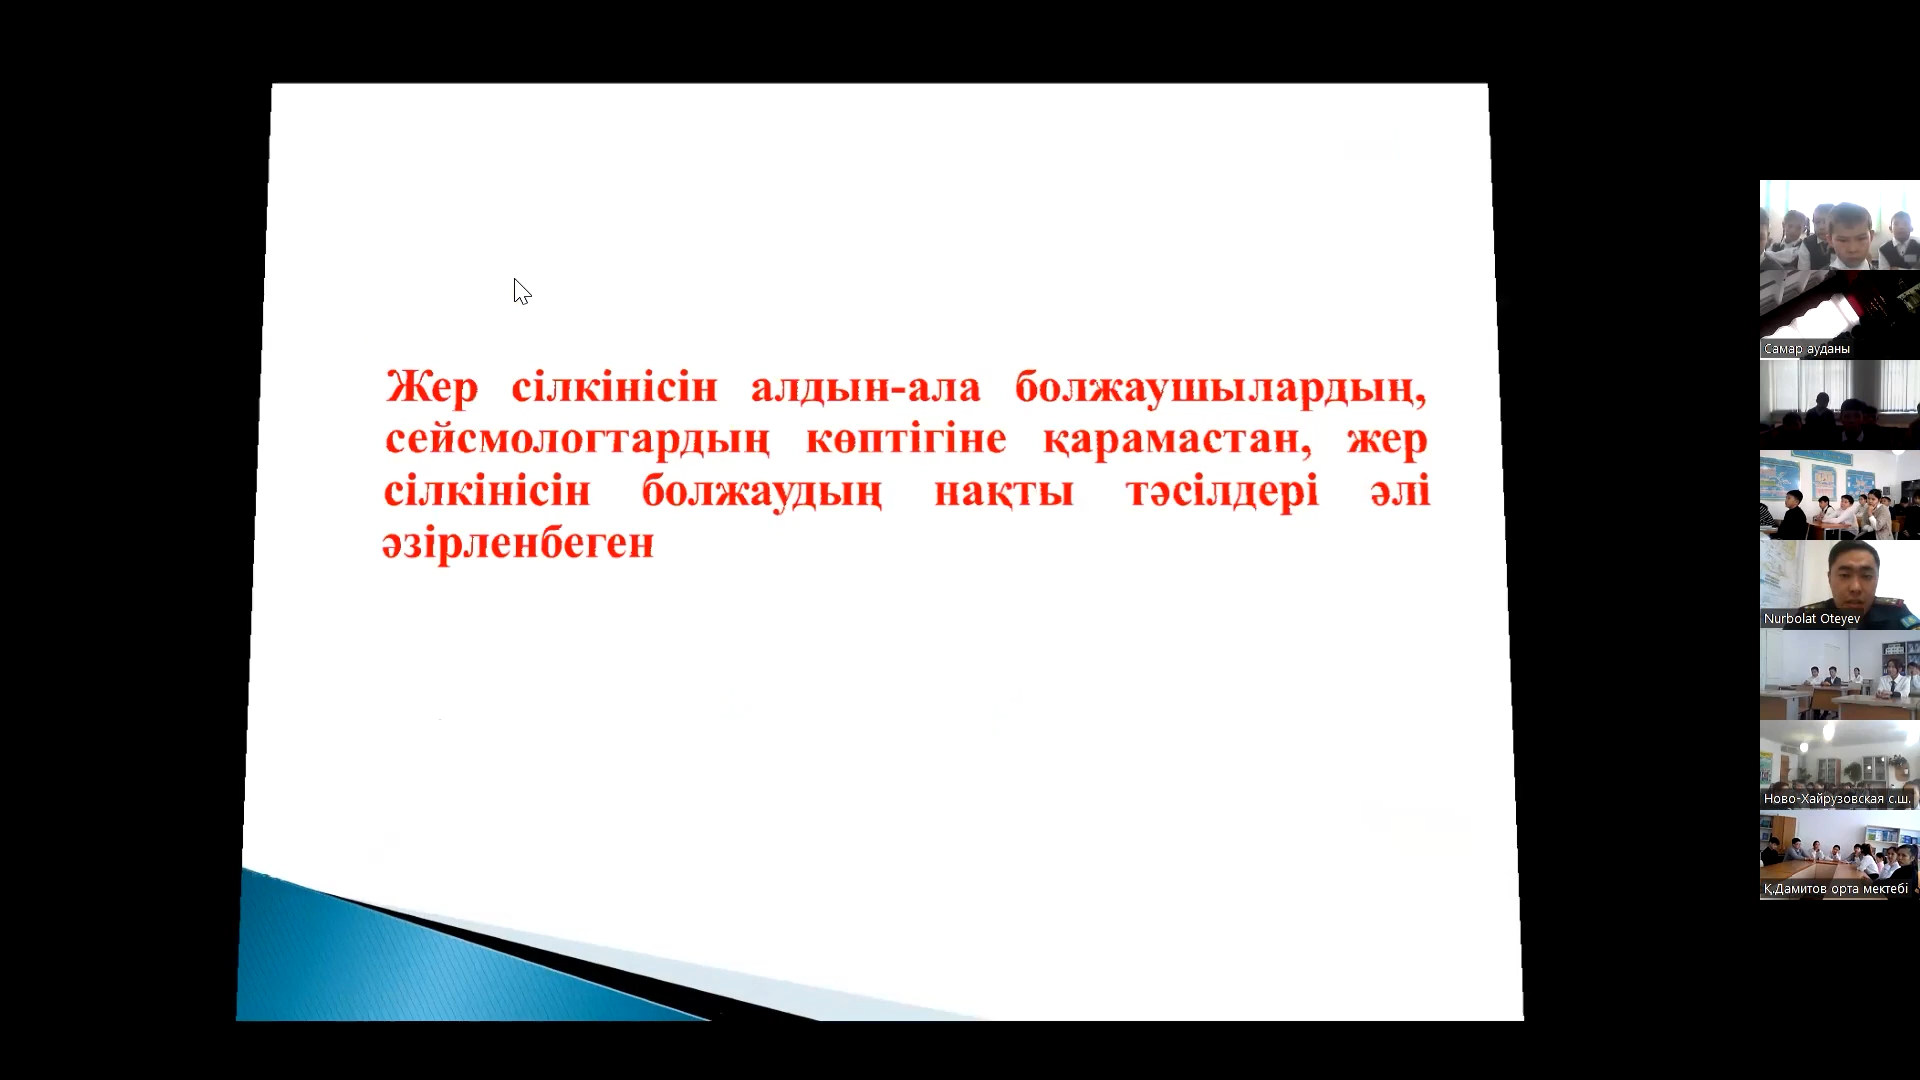 Жер сілкінісін алдын-ала болжаушылардың,
сейсмологтардың көптігіне қарамастан, жер
сілкінісін болжаудың нақты тәсілдері әлі
әзірленбеген
Самар ауданы
Nurbolat Oteyev
Ново-Хайрузовская с.ш.
Қ.Дамитов орта мектебі